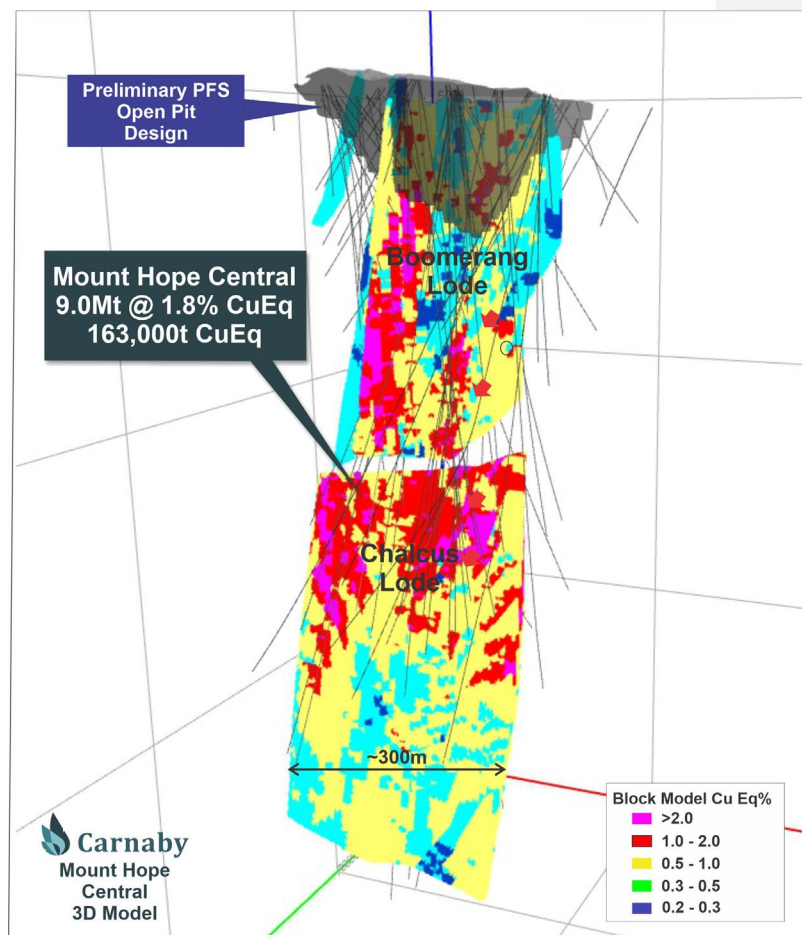 Preliminary PFS
Open Pit
Design
Mount Hope Central
9.0Mt @ 1.8% CuEq
163,000t CuEq
Boomerang
Lode
Chalcus
Lode
~300m
Block Model Cu Eq%
>2.0
1.0 - 2.0
0.5 - 1.0
0.3 - 0.5
0.2 - 0.3
Carnaby
Mount Hope
Central
3D Model